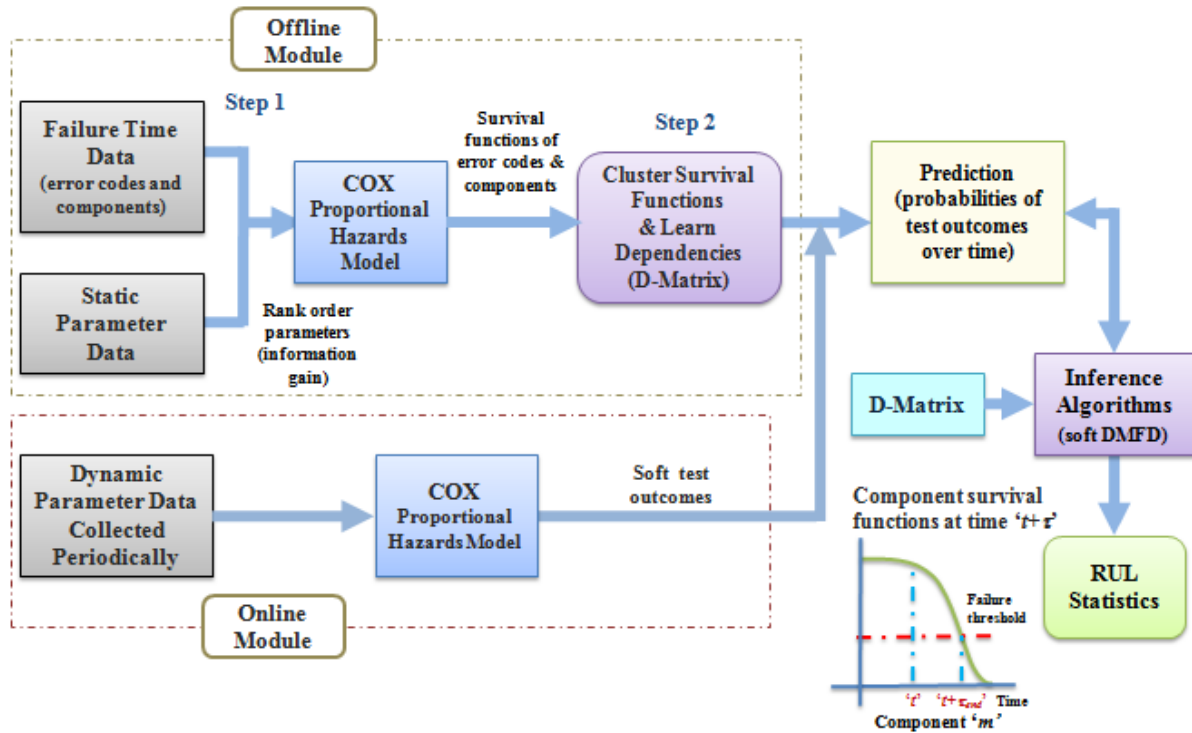 Offline
Module
Step 1
Failure Time
Data
(error codes and
components)
Static
Parameter
Data
Rank order
parameters
(information
gain)
COX
Proportional
Hazards
Model
Survival
functions of
error codes &
components
Step 2
Cluster Survival
Functions
& Learn
Dependencies
(D-Matrix)
Prediction
(probabilities of
test outcomes
over time)
D-Matrix
Inference
Algorithms
(soft DMFD)
Dynamic
Parameter Data
Collected
Periodically
COX
Proportional
Hazards Model
Soft test
outcomes
Online
Module
Component survival
functions at time ‘t+τ’
Failure
threshold
‘t’ ‘t+τend’ Time
Component ‘m’
RUL
Statistics